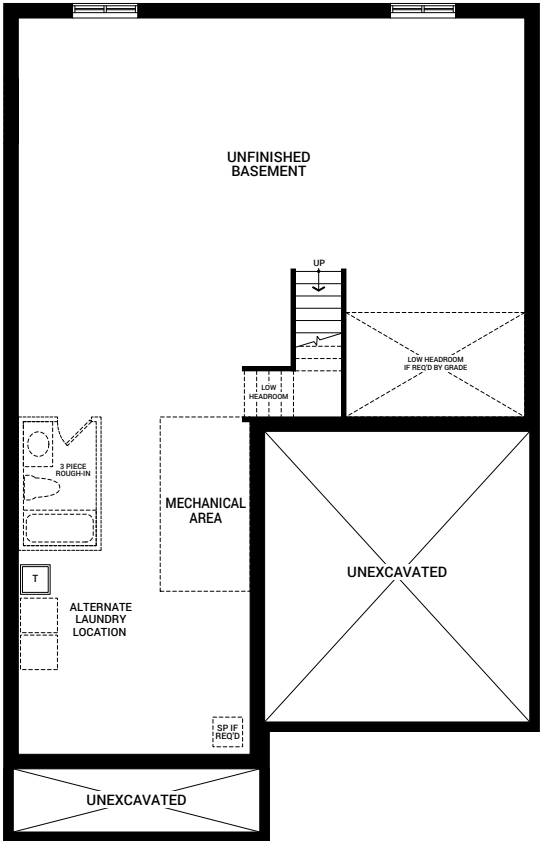 UNFINISHED
BASEMENT
UP
LOW HEADROOM
IF REQ'D BY GRADE
LOW
HEADROOM
3 PIECE
ROUGH-IN
MECHANICAL
AREA
UNEXCAVATED
T
ALTERNATE
LAUNDRY
LOCATION
SP IF
REQ'D
UNEXCAVATED